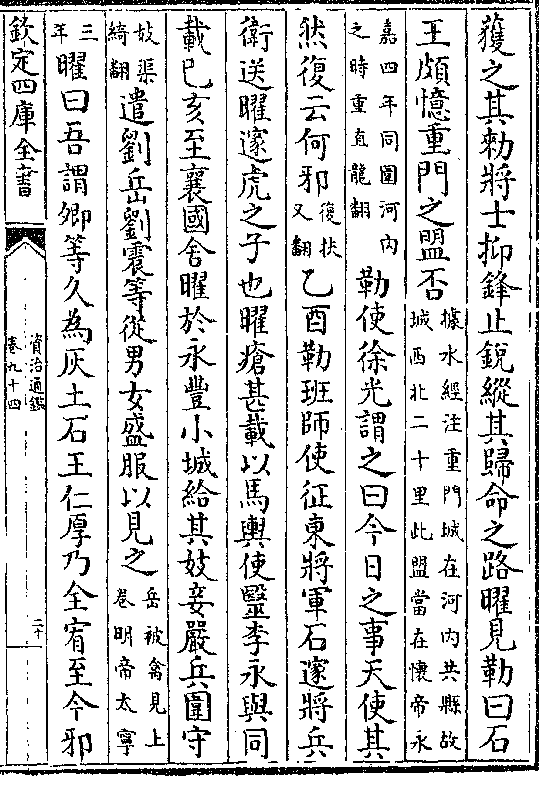 獲之其勑將士抑鋒止銳縱其歸命之路曜見勒曰石
王頗憶重門之盟否據水經注重門城在河内共縣故城西北二十里此盟當在懷帝永
嘉四年同圍河内之時重直龍翻勒使徐光謂之曰今日之事天使其
然復云何邪復扶又翻乙酉勒班師使征東將軍石邃將兵
衛送曜邃虎之子也曜瘡甚載以馬輿使毉李永與同
載己亥至襄國舍曜於永豐小城給其妓妾嚴兵圍守
妓渠綺翻遣劉岳劉震等從男女盛服以見之岳被禽見上卷明帝太寧
三年曜曰吾謂卿等久為灰土石王仁厚乃全宥至今邪
欽定四庫全書
資治通鑑
卷九十四
二十